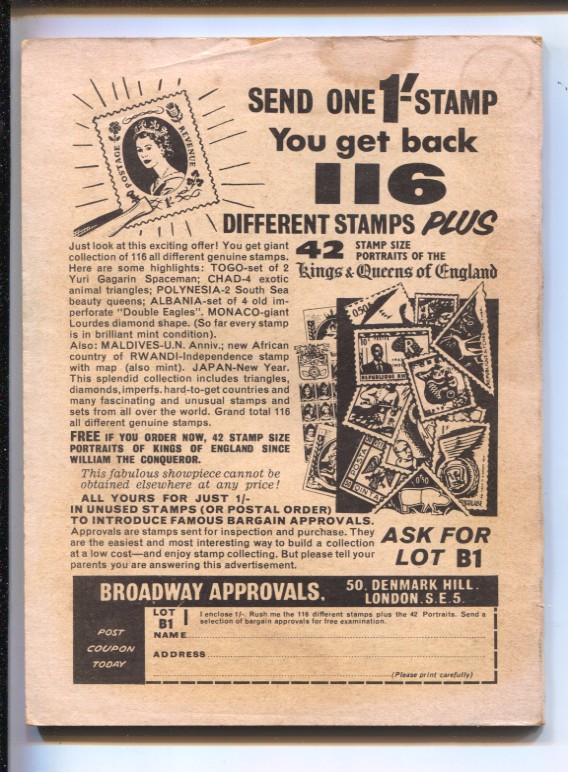 POSTAGE
REVENUE
SEND ONE 1/- STAMP
You get back
116
DIFFERENT STAMPS PLUS
42 STAMP SIZE
PORTRAITS OF THE
Kings & Queens of England
Just look at this exciting offer! You get giant
collection of 116 all different genuine stamps.
Here are some highlights: TOGO-set of 2
Yuri Gagarin Spaceman; CHAD-4 exotic
animal triangles; POLYNESIA-2 South Sea
beauty queens; ALBANIA-set of 4 old im-
perforate "Double Eagles". MONACO-giant
Lourdes diamond shape. (So far every stamp
is in brilliant mint condition).
Also: MALDIVES-U.N. Anniv.; new African
country of RWANDI-Independence stamp
with map (also mint). JAPAN-New Year.
This splendid collection includes triangles,
diamonds, imperfs. hard-to-get countries and
many fascinating and unusual stamps and
sets from all over the world. Grand total 116
all different genuine stamps.
FREE IF YOU ORDER NOW, 42 STAMP SIZE
PORTRAITS OF KINGS OF ENGLAND SINCE
WILLIAM THE CONQUEROR.
This fabulous showpiece cannot be
obtained elsewhere at any price!
ALL YOURS FOR JUST 1/-
IN UNUSED STAMPS (OR POSTAL ORDER)
TO INTRODUCE FAMOUS BARGAIN APPROVALS.
Approvals are stamps sent for inspection and purchase. They
are the easiest and most interesting way to build a collection
at a low cost—and enjoy stamp collecting. But please tell your
parents you are answering this advertisement.
0.50
POSTA
0,50
ASK FOR
LOT B1
BROADWAY APPROVALS.
50, DENMARK HILL
LONDON. S.E.5.
POST
COUPON
TODAY
LOT
B1
I enclose 1/-. Rush me the 116 different stamps plus the 42 Portraits. Send a
selection of bargain approvals for free examination.
NAME
ADDRESS
(Please print carefully)